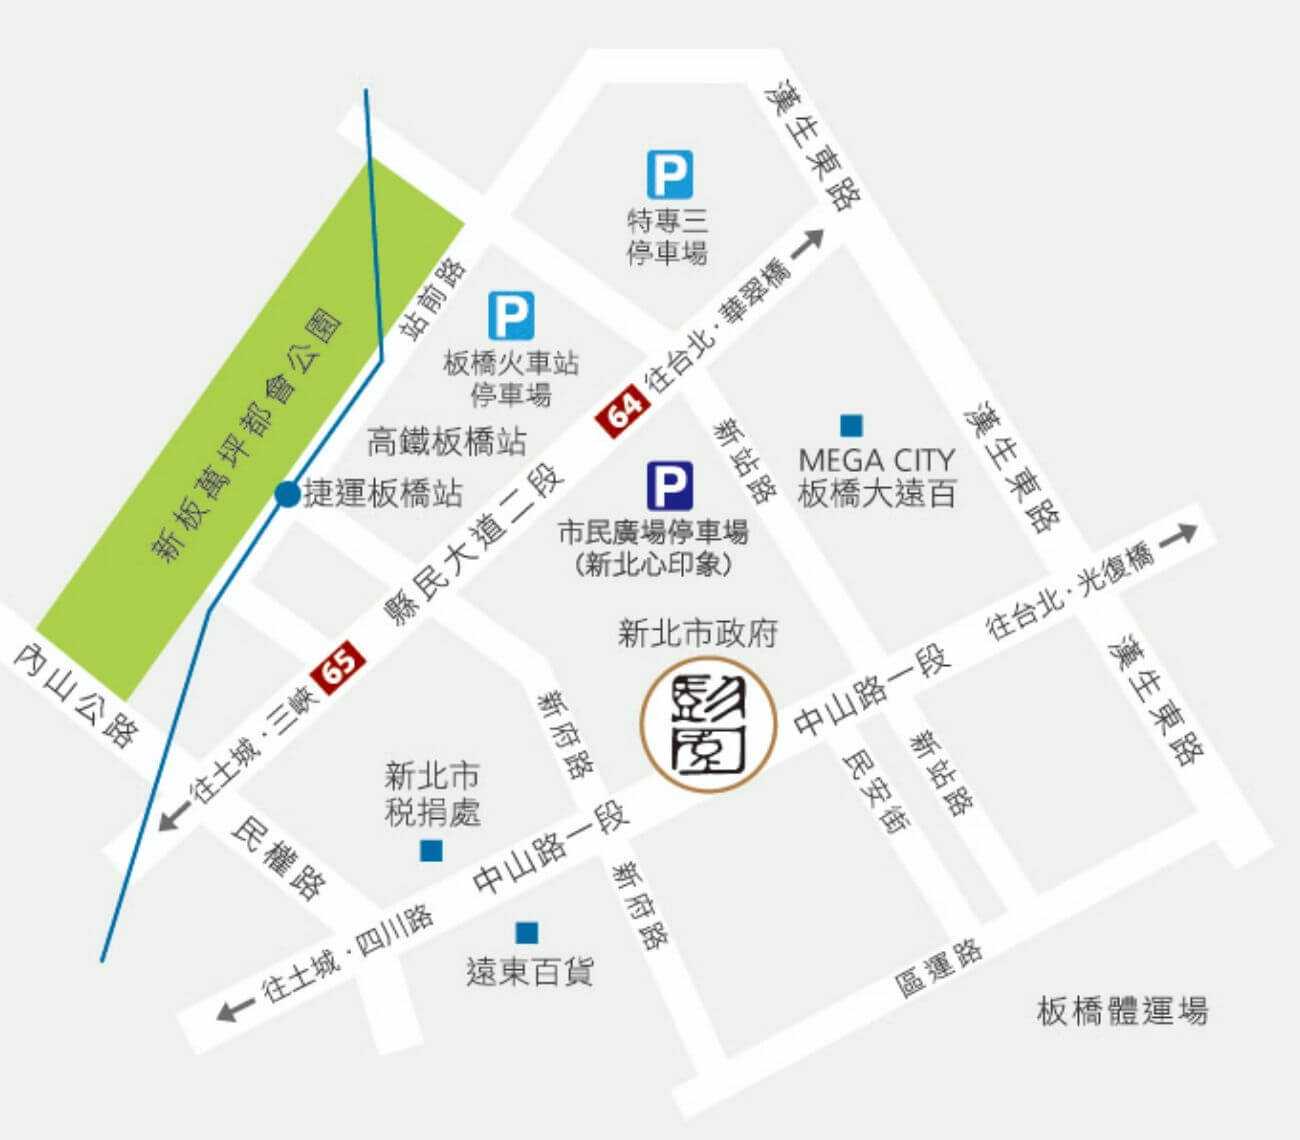 漢生東路
P
特專三
停車場
往台北·華翠橋
站前路
P
板橋火車站
停車場
64
新板萬坪都會公園
高鐵板橋站
捷運板橋站
縣民大道二段
新站路
MEGA CITY
板橋大遠百
漢生東路
P
市民廣場停車場
(新北心印象)
往台北·光復橋
新北市政府
彭園
65
往土城·三峽
內山公路
新府路
中山路一段
漢生東路
新北市
税捐處
民權路
民安街
新站路
中山路一段
新府路
往土城·四川路
遠東百貨
區運路
板橋體運場